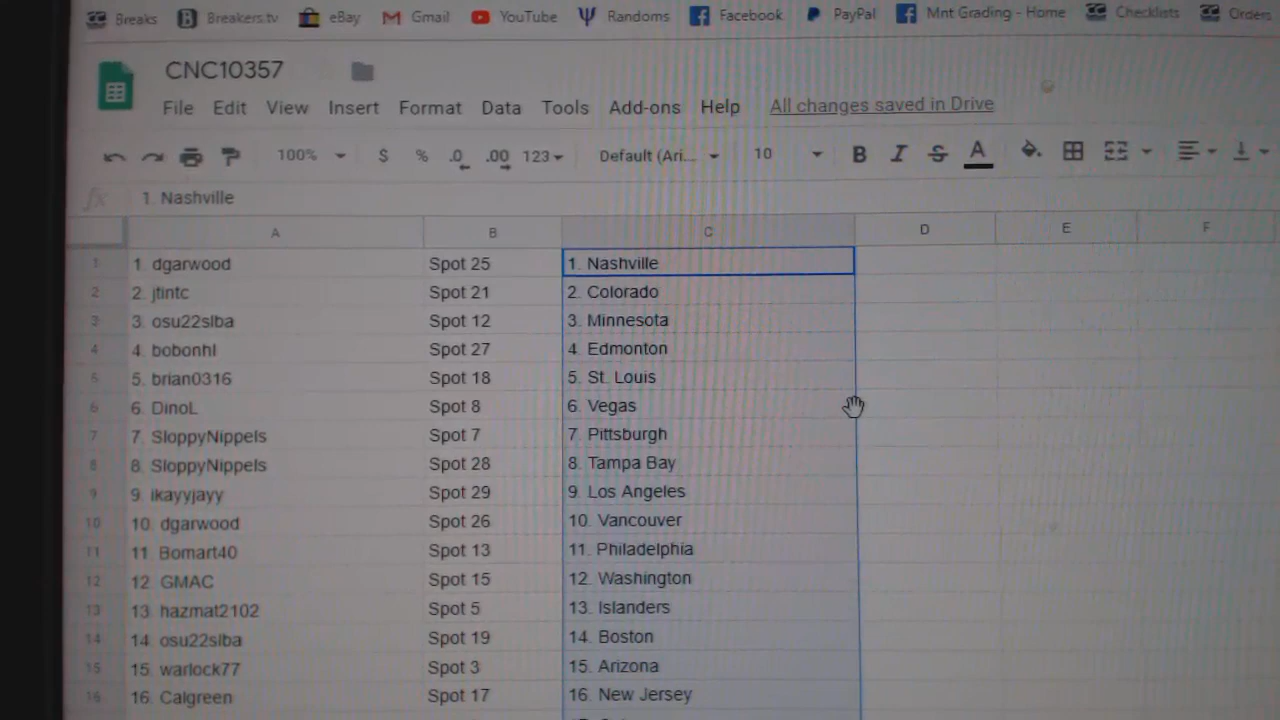 Breaks Breakers.tv eBay Gmail YouTube Randoms Facebook PayPal Mnt Grading - Home Checklists Orders
CNC10357
File Edit View Insert Format Data Tools Add-ons Help All changes saved in Drive
100% $ % .0 .00 123 Default (Ari... 10 B I S A
fx 1. Nashville
A B C D E F
1 1. dgarwood Spot 25 1. Nashville
2 2. jtintc Spot 21 2. Colorado
3 3. osu22slba Spot 12 3. Minnesota
4 4. bobonhl Spot 27 4. Edmonton
5 5. brian0316 Spot 18 5. St. Louis
6 6. DinoL Spot 8 6. Vegas
7 7. SloppyNippels Spot 7 7. Pittsburgh
8 8. SloppyNippels Spot 28 8. Tampa Bay
9 9. ikayyjayy Spot 29 9. Los Angeles
10 10. dgarwood Spot 26 10. Vancouver
11 11. Bomart40 Spot 13 11. Philadelphia
12 12. GMAC Spot 15 12. Washington
13 13. hazmat2102 Spot 5 13. Islanders
14 14. osu22slba Spot 19 14. Boston
15 15. warlock77 Spot 3 15. Arizona
16 16. Calgreen Spot 17 16. New Jersey